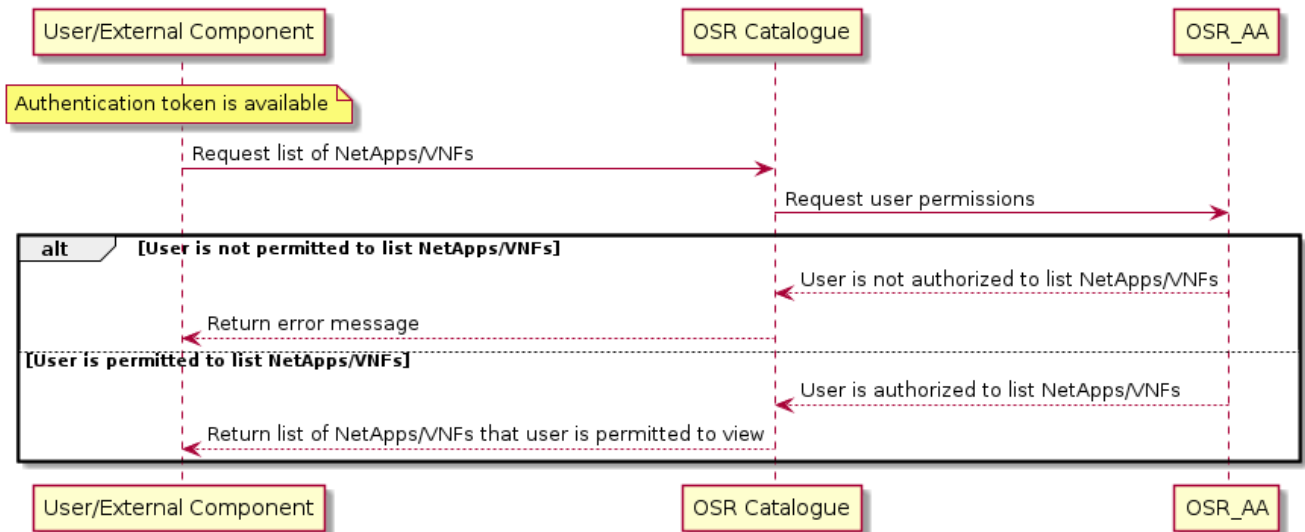 User/External Component
OSR Catalogue
OSR_AA
Authentication token is available
Request list of NetApps/VNFs
Request user permissions
alt
[User is not permitted to list NetApps/VNFs]
User is not authorized to list NetApps/VNFs
Return error message
[User is permitted to list NetApps/VNFs]
User is authorized to list NetApps/VNFs
Return list of NetApps/VNFs that user is permitted to view
User/External Component
OSR Catalogue
OSR_AA